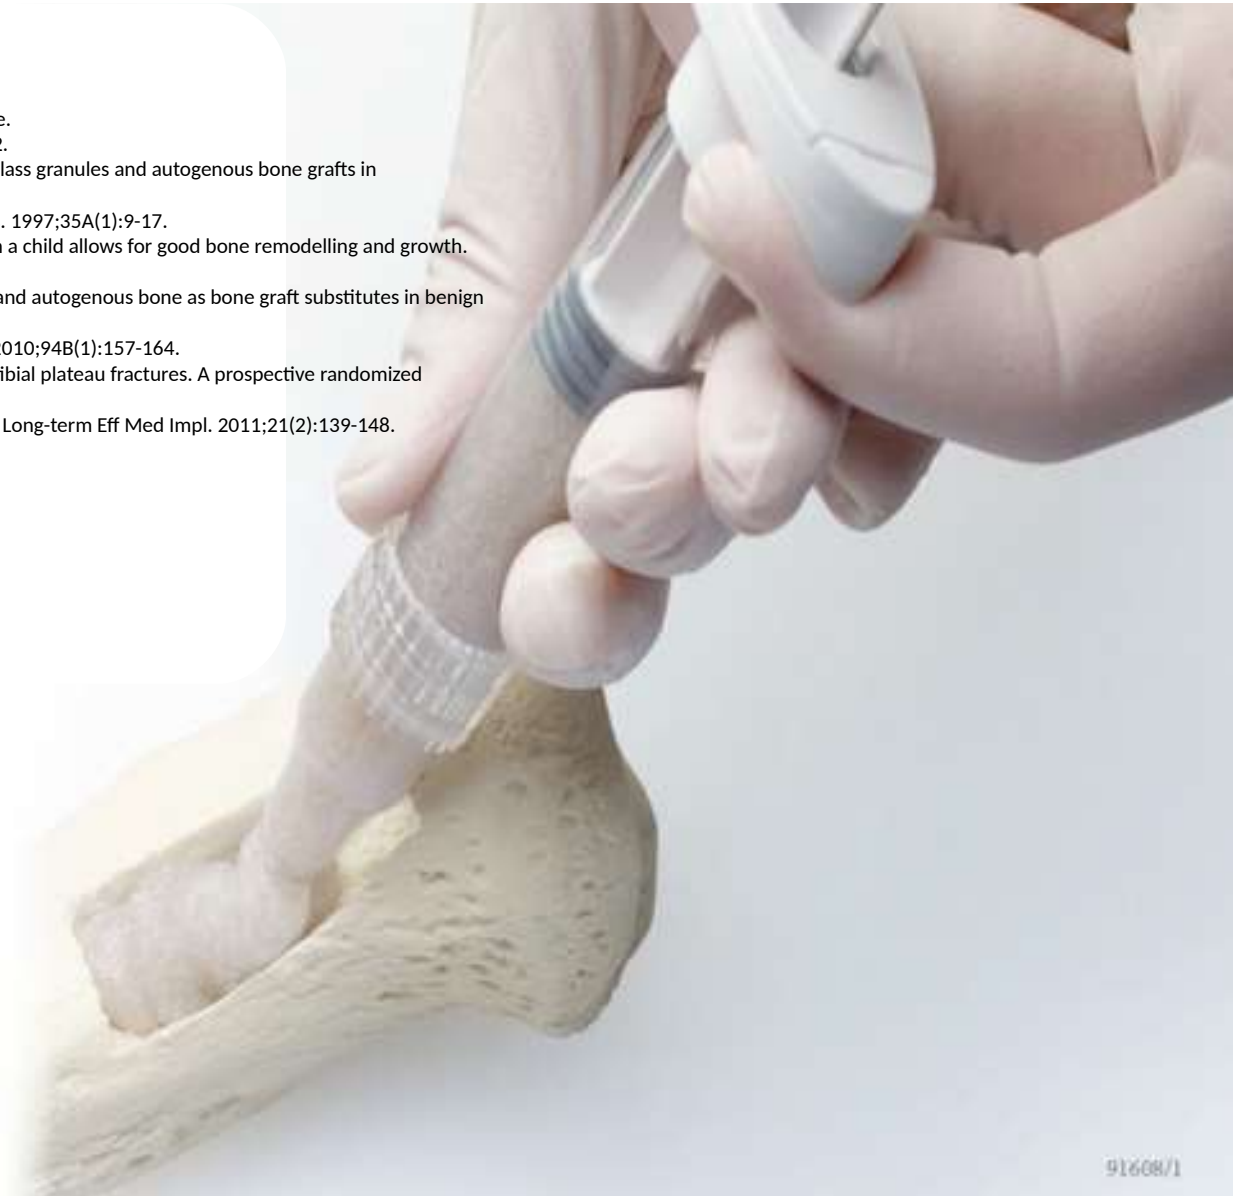 e.
2.
lass granules and autogenous bone grafts in
. 1997;35A(1):9-17.
a child allows for good bone remodelling and growth.
and autogenous bone as bone graft substitutes in benign
2010;94B(1):157-164.
ibial plateau fractures. A prospective randomized
Long-term Eff Med Impl. 2011;21(2):139-148.
91608/1